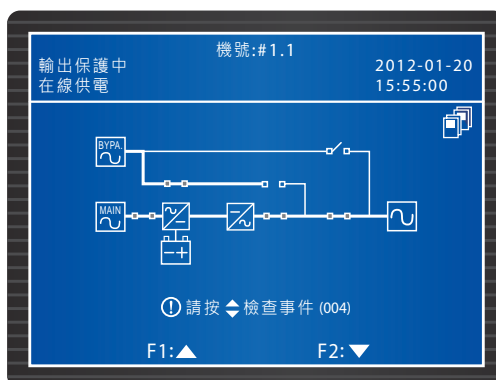 機號:#1.1
輸出保護中
2012-01-20
在線供電
15:55:00
BYPA.
MAIN
請按檢查事件 (004)
F1:
F2: